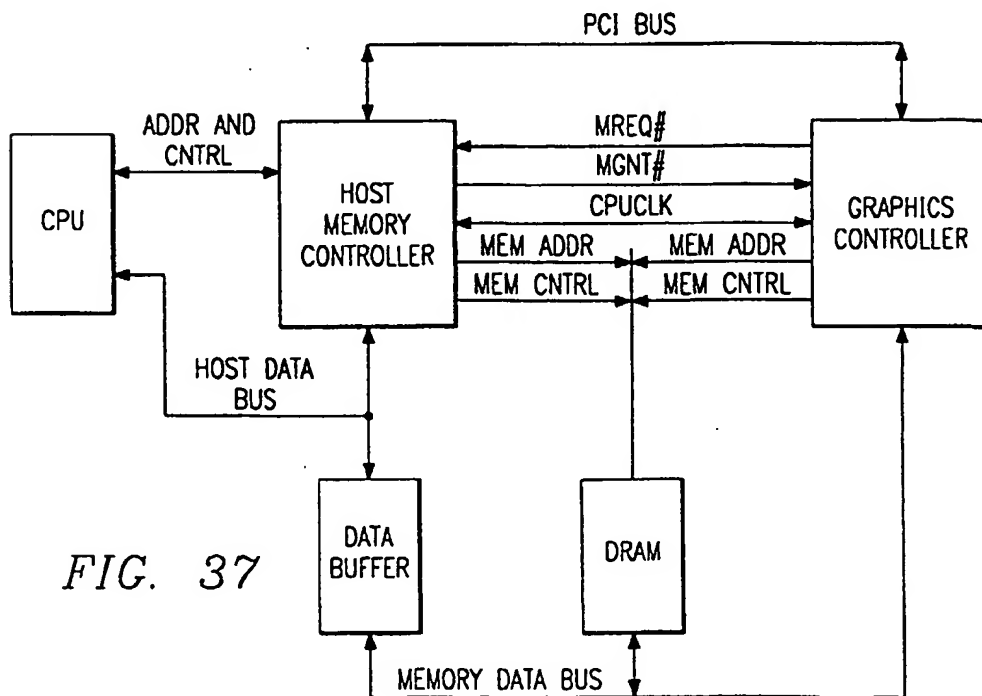 PCI BUS
ADDR AND
CNTRL
CPU
HOST
MEMORY
CONTROLLER
MREQ#
MGNT#
CPUCLK
MEM ADDR
MEM ADDR
MEM CNTRL
MEM CNTRL
GRAPHICS
CONTROLLER
HOST DATA
BUS
DATA
BUFFER
DRAM
FIG. 37
MEMORY DATA BUS